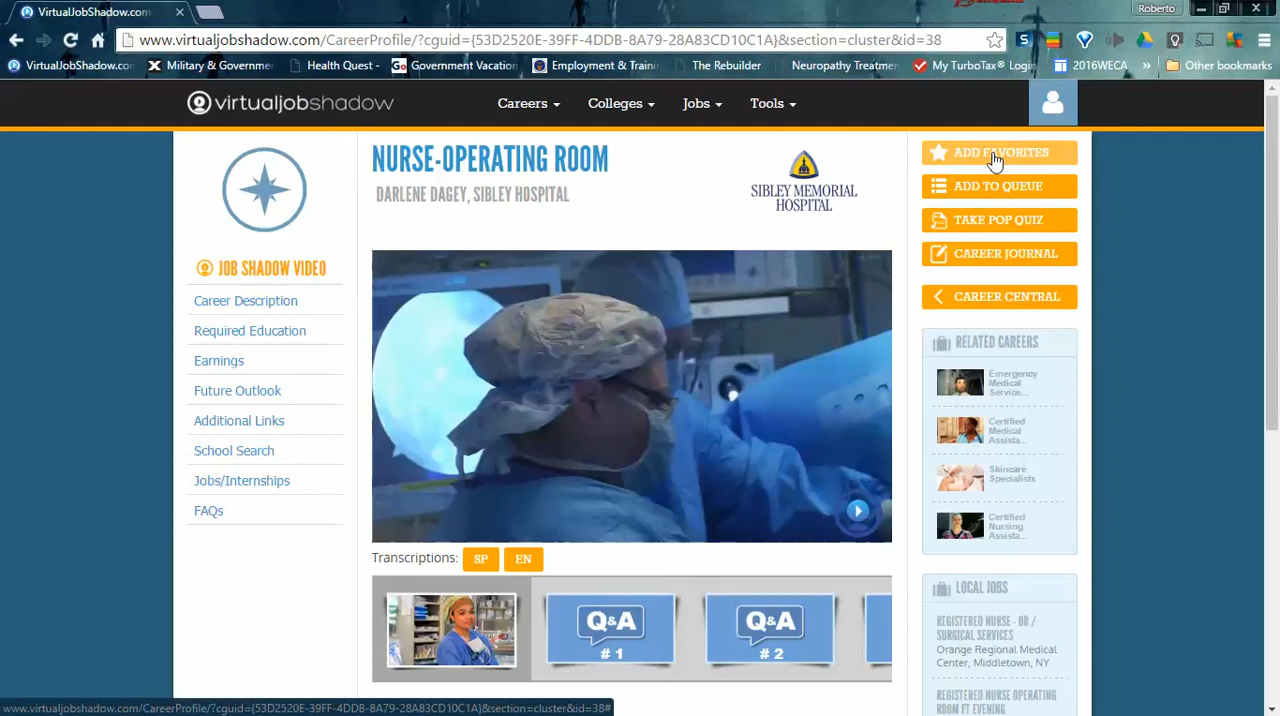 VirtualJobShadow.com
Roberto
www.virtualjobshadow.com/CareerProfile/?cguid={53D2520E-39FF-4DDB-8A79-28A83CD10C1A}&section=cluster&id=38
VirtualJobShadow.co
Military & Governme
Health Quest -
Government Vacation
Employment & Traini
The Rebuilder
Neuropathy Treatme
My TurboTax® Login
2016WECA
»
Other bookmarks
virtualjobshadow
Careers
Colleges
Jobs
Tools
NURSE-OPERATING ROOM
DARLENE DAGEY, SIBLEY HOSPITAL
SIBLEY MEMORIAL
HOSPITAL
JOB SHADOW VIDEO
Career Description
Required Education
Earnings
Future Outlook
Additional Links
School Search
Jobs/Internships
FAQs
Transcriptions: SP EN
Q&A
# 1
Q&A
# 2
ADD FAVORITES
ADD TO QUEUE
TAKE POP QUIZ
CAREER JOURNAL
CAREER CENTRAL
RELATED CAREERS
Emergency
Medical
Service...
Certified
Medical
Assista...
Skincare
Specialists
Certified
Nursing
Assista...
LOCAL JOBS
REGISTERED NURSE - OR /
SURGICAL SERVICES
Orange Regional Medical
Center, Middletown, NY
REGISTERED NURSE OPERATING
ROOM FT EVENING
www.virtualjobshadow.com/CareerProfile/?cguid={53D2520E-39FF-4DDB-8A79-28A83CD10C1A}&section=cluster&id=38#